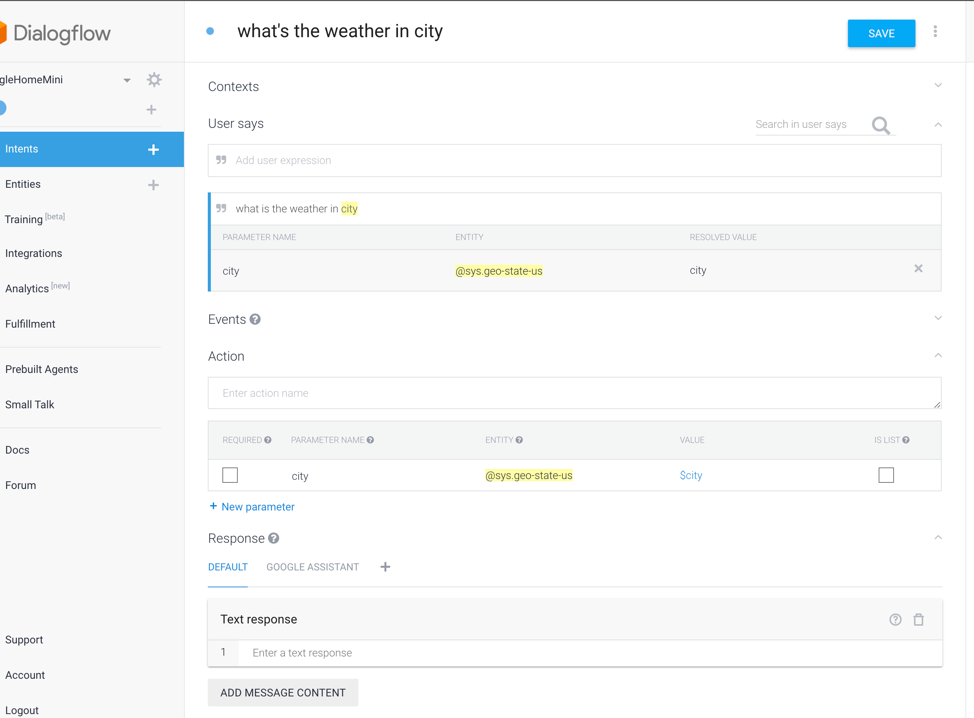 Dialogflow
what's the weather in city
SAVE
gleHomeMini
Intents
Entities
Training [beta]
Integrations
Analytics [new]
Fulfillment
Prebuilt Agents
Small Talk
Docs
Forum
Support
Account
Logout
Contexts
User says
Search in user says
Add user expression
what is the weather in city
PARAMETER NAME ENTITY RESOLVED VALUE
city @sys.geo-state-us city
Events
Action
Enter action name
REQUIRED PARAMETER NAME ENTITY VALUE IS LIST
city @sys.geo-state-us $city
+ New parameter
Response
DEFAULT GOOGLE ASSISTANT +
Text response
1 Enter a text response
ADD MESSAGE CONTENT